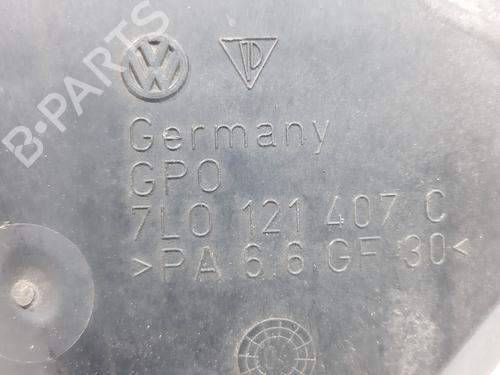 B-PARTS
Germany
GPO
7L0 121 407 C
>PA 6.6 GF 30<